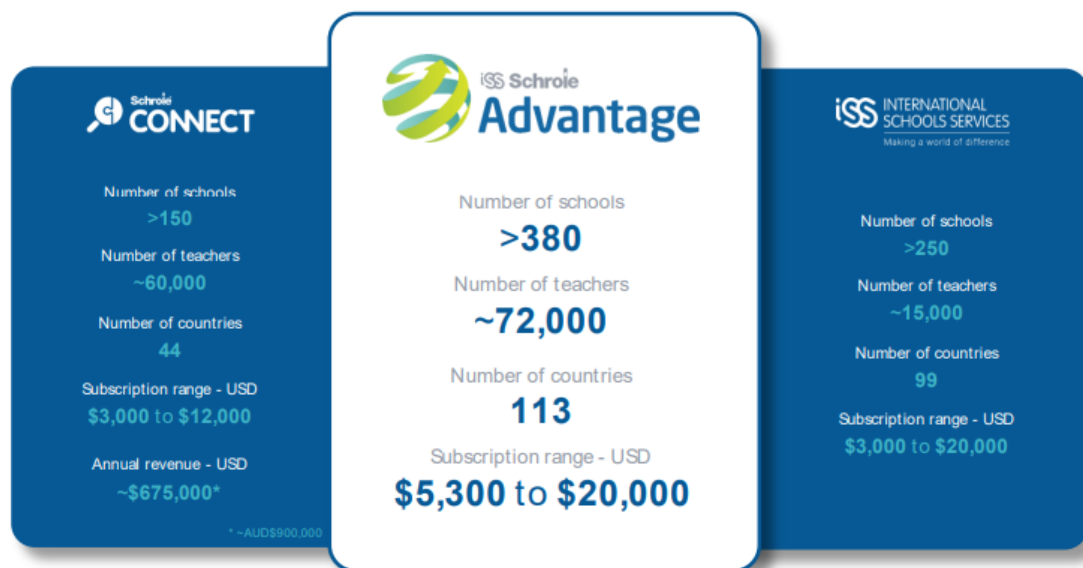 Schrole
CONNECT
Number of schools
>150
Number of teachers
~60,000
Number of countries
44
Subscription range - USD
$3,000 to $12,000
Annual revenue - USD
~$675,000*
* ~AUD$900,000
iSS Schrole
Advantage
Number of schools
>380
Number of teachers
~72,000
Number of countries
113
Subscription range - USD
$5,300 to $20,000
iSS INTERNATIONAL
SCHOOLS SERVICES
Making a world of difference
Number of schools
>250
Number of teachers
~15,000
Number of countries
99
Subscription range - USD
$3,000 to $20,000